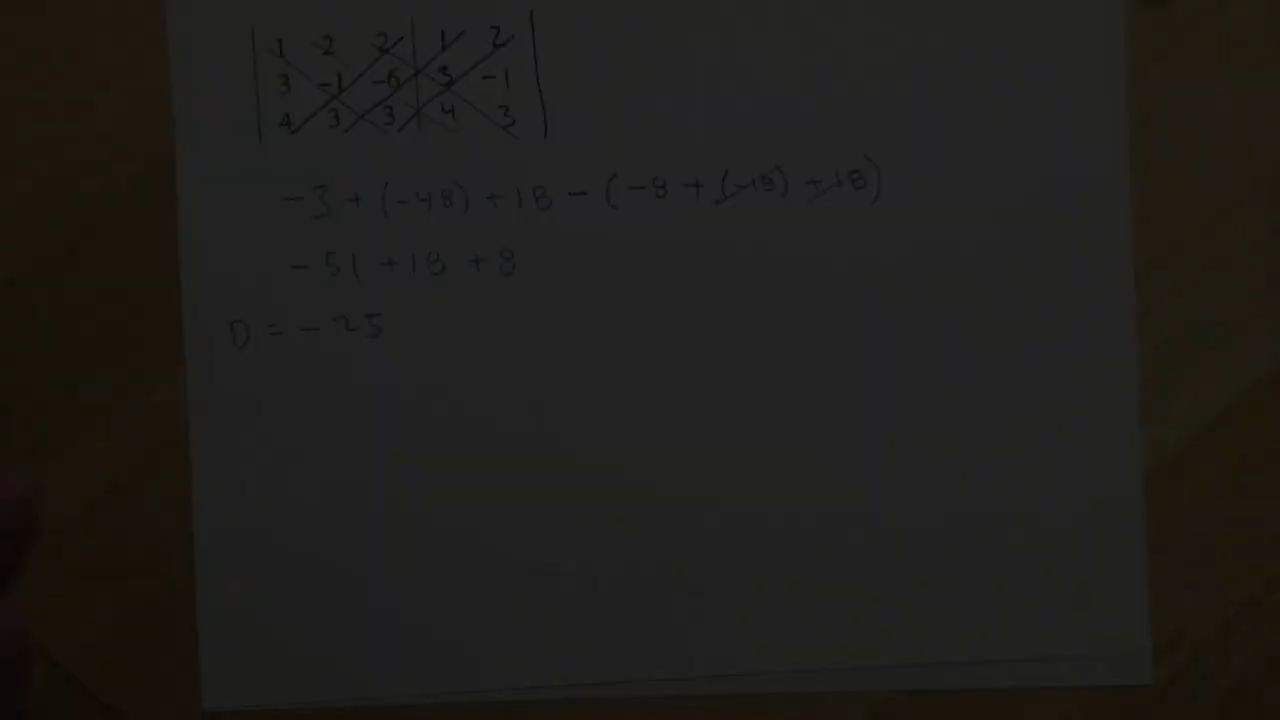 1 2 2 | 1 2
3 -1 -6 | 3 -1
4 3 3 | 4 3
-3 + (-48) + 18 - (-8 + (-18) + 18)
-51 + 18 + 8
D = -25